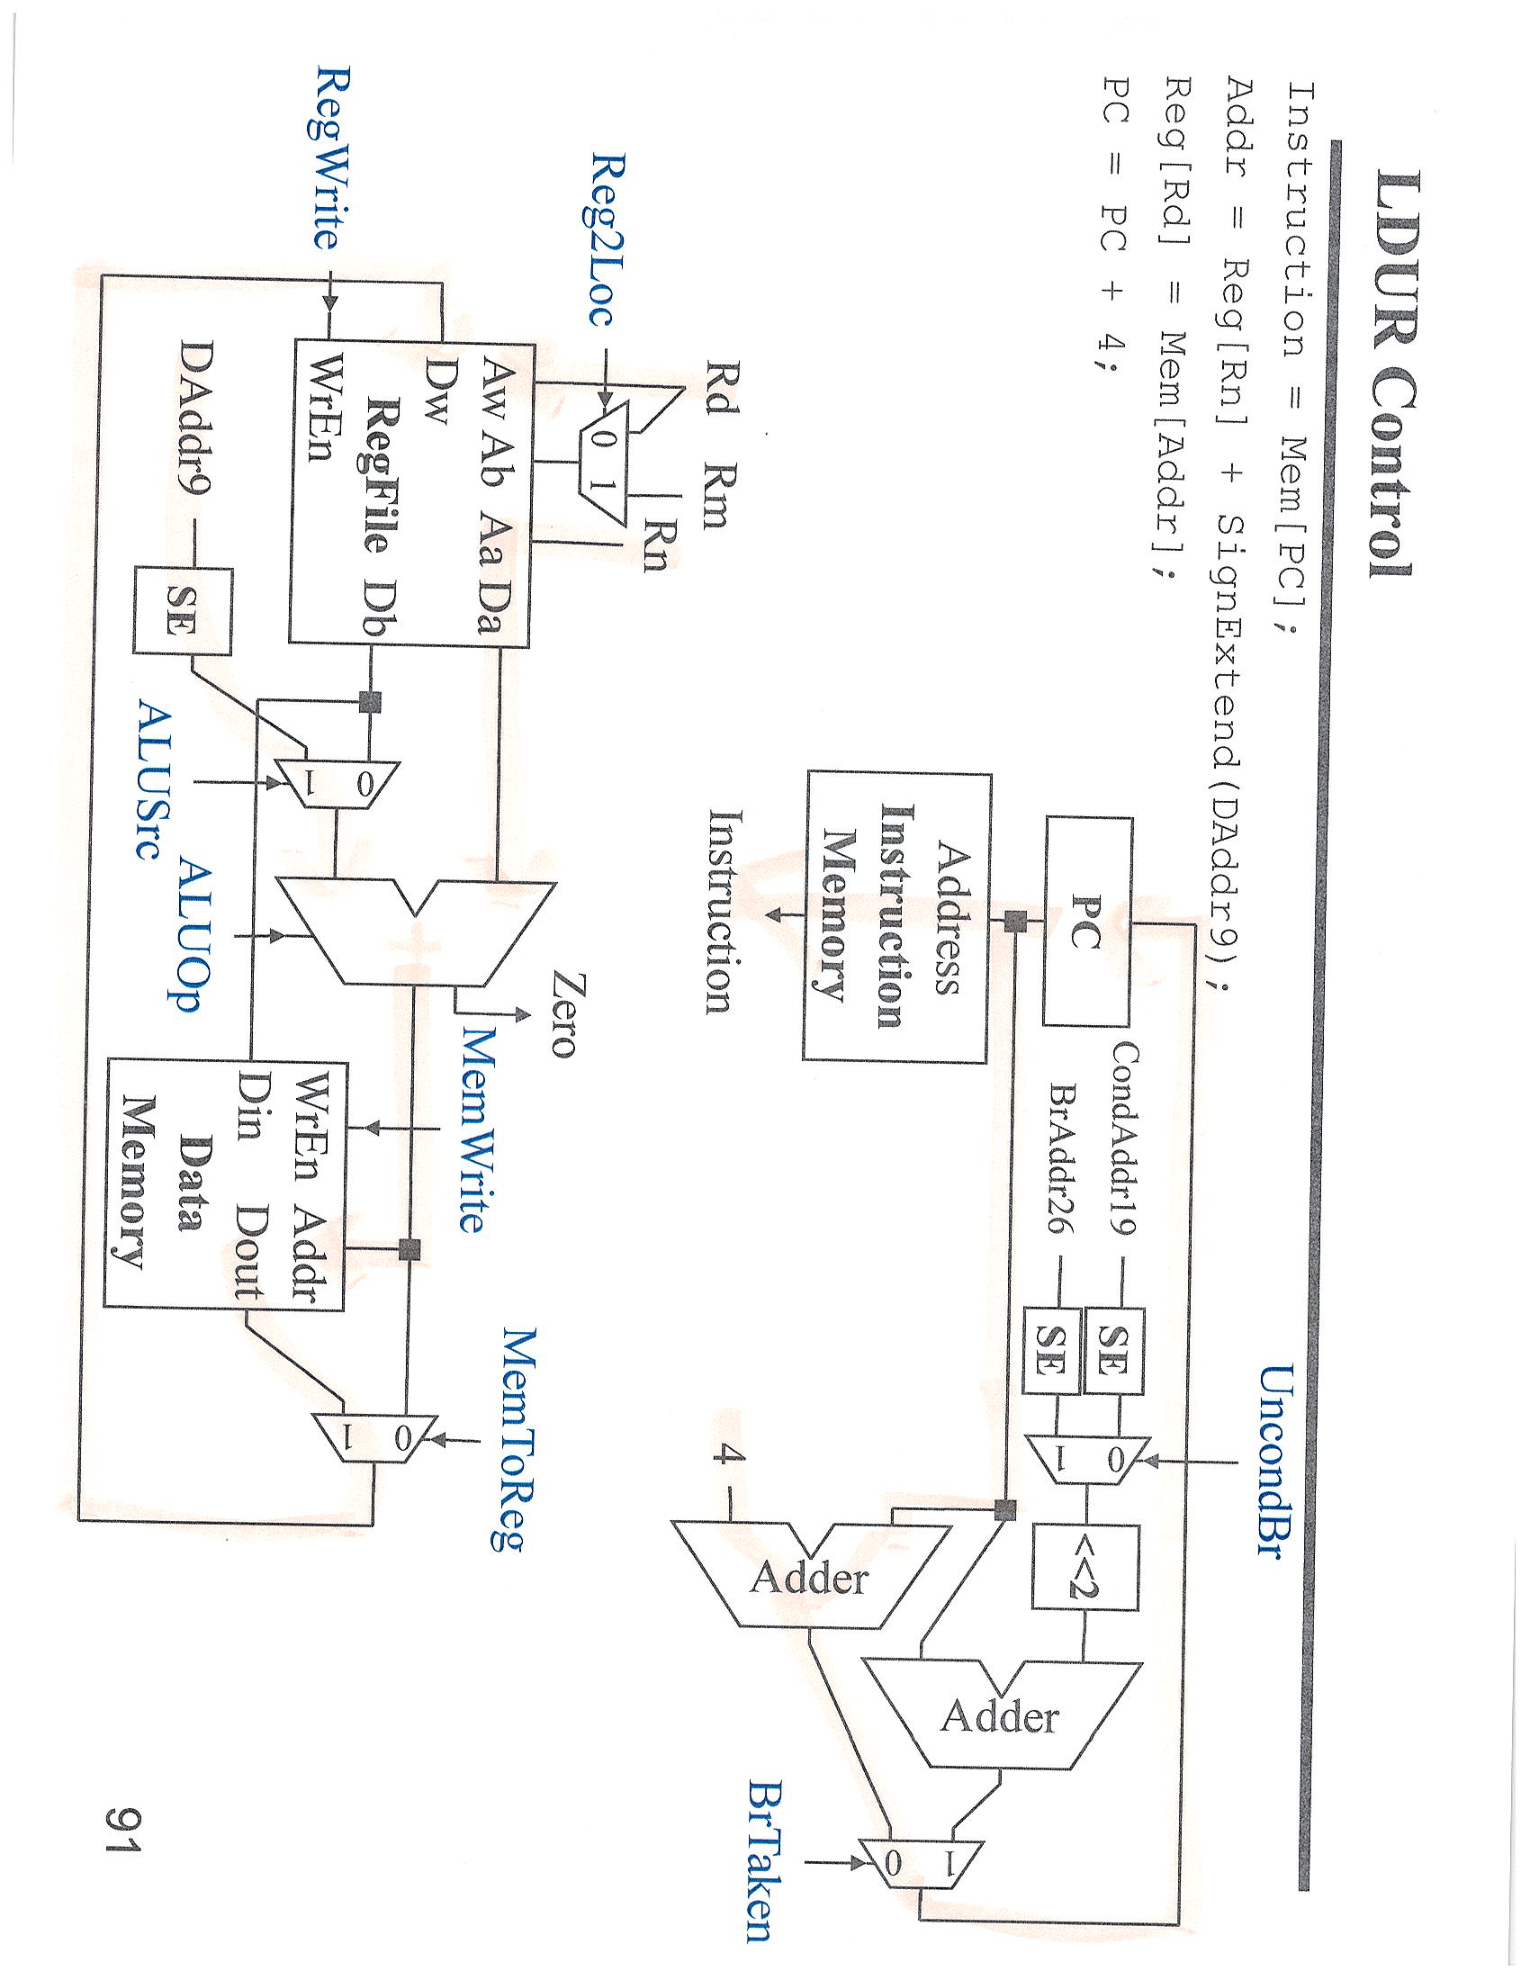 LDUR Control
Instruction = Mem[PC];
Addr = Reg[Rn] + SignExtend(DAddr9);
Reg[Rd] = Mem[Addr];
PC = PC + 4;
UncondBr
CondAddr19
SE
0
BrAddr26
SE
1
<<2
PC
Adder
1
0
Address
Instruction
Memory
Adder
4
BrTaken
Instruction
Rd Rm
Rn
Reg2Loc
0 1
Zero
MemToReg
Aw Ab Aa Da
Dw
RegFile Db
WrEn
RegWrite
MemWrite
0
1
0
1
WrEn Addr
Din Dout
Data
Memory
DAddr9
SE
ALUOp
ALUSrc
91